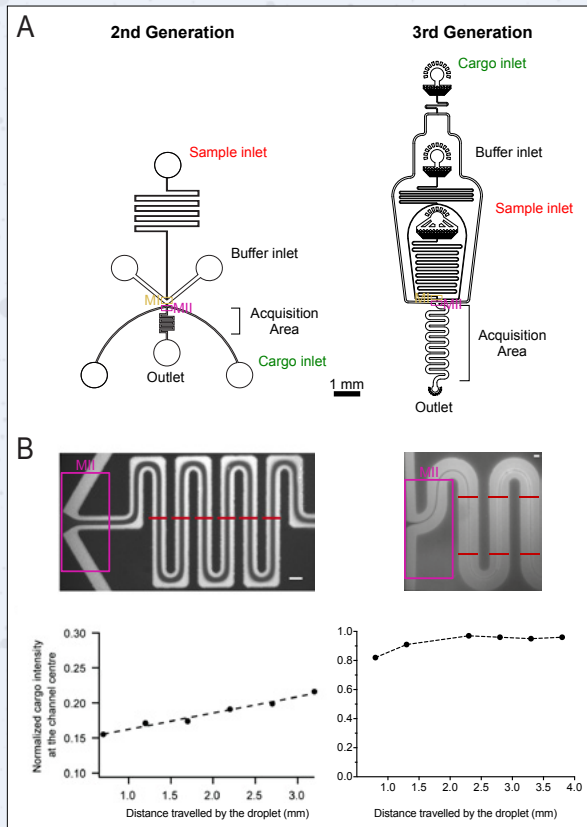 A
2nd Generation
3rd Generation
Cargo inlet
Sample inlet
Buffer inlet
Buffer inlet
Sample inlet
MI
MII
MI
MII
Acquisition
Area
Acquisition
Area
Cargo inlet
Outlet
1 mm
Outlet
B
MII
MII
Normalized cargo intensity
at the channel centre
0.30
0.25
0.20
0.15
0.10
1.0
1.5
2.0
2.5
3.0
Distance travelled by the droplet (mm)
1.0
0.8
0.6
0.4
0.2
0.0
1.0
1.5
2.0
2.5
3.0
3.5
4.0
Distance travelled by the droplet (mm)